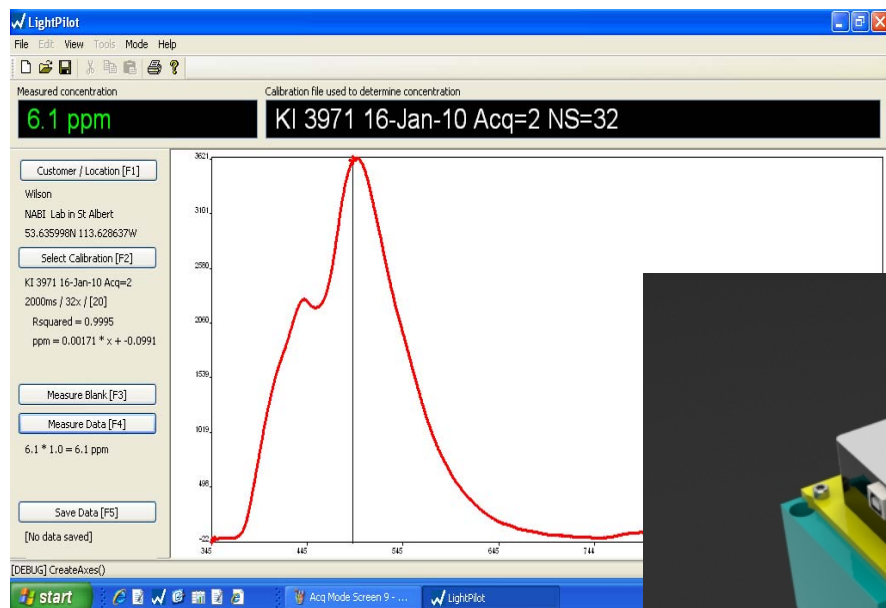 LightPilot
File Edit View Tools Mode Help
Measured concentration
Calibration file used to determine concentration
6.1 ppm
KI 3971 16-Jan-10 Acq=2 NS=32
Customer / Location [F1]
Wilson
NABI Lab in St Albert
53.635998N 113.628637W
Select Calibration [F2]
KI 3971 16-Jan-10 Acq=2
2000ms / 32x / [20]
Rsquared = 0.9995
ppm = 0.00171 * x + -0.0991
Measure Blank [F3]
Measure Data [F4]
6.1 * 1.0 = 6.1 ppm
Save Data [F5]
[No data saved]
3621
3101
2580
2060
1539
1019
498
-22
345 445 545 645 744
[DEBUG] CreateAxes()
start
Acq Mode Screen 9 - ...
LightPilot